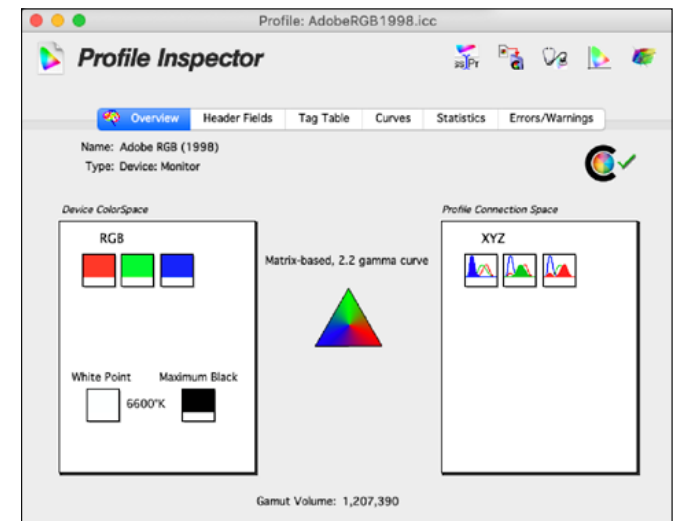 Profile: AdobeRGB1998.icc
Profile Inspector
Overview Header Fields Tag Table Curves Statistics Errors/Warnings
Name: Adobe RGB (1998)
Type: Device: Monitor
Device ColorSpace
Profile Connection Space
RGB
XYZ
Matrix-based, 2.2 gamma curve
White Point Maximum Black
6600°K
Gamut Volume: 1,207,390